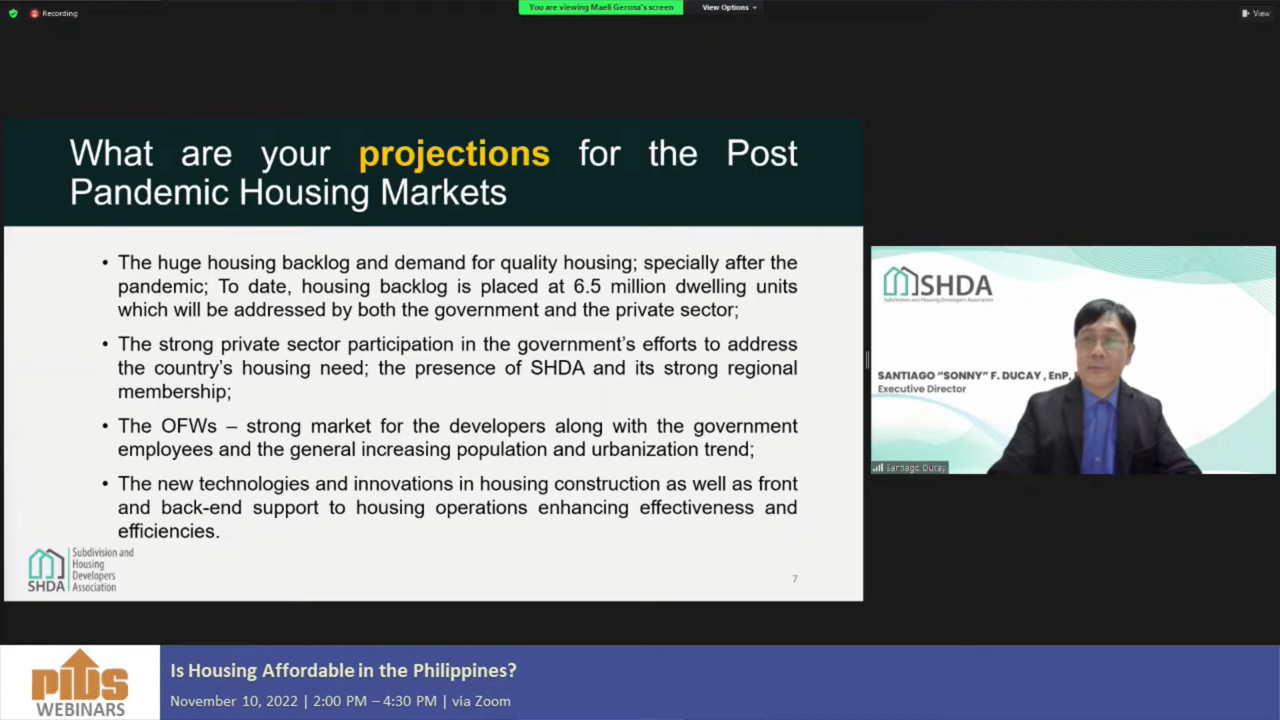 Recording
You are viewing Maeli Gerona's screen
View Options
View
What are your projections for the Post
Pandemic Housing Markets
• The huge housing backlog and demand for quality housing; specially after the
pandemic; To date, housing backlog is placed at 6.5 million dwelling units
which will be addressed by both the government and the private sector;
• The strong private sector participation in the government's efforts to address
the country's housing need; the presence of SHDA and its strong regional
membership;
• The OFWs – strong market for the developers along with the government
employees and the general increasing population and urbanization trend;
• The new technologies and innovations in housing construction as well as front
and back-end support to housing operations enhancing effectiveness and
efficiencies.
SHDA
Subdivision and
Housing
Developers
Association
7
SHDA
Subdivision and Housing Developers Association
SANTIAGO "SONNY" F. DUCAY , EnP,
Executive Director
Santiago Ducay
PIDS
WEBINARS
Is Housing Affordable in the Philippines?
November 10, 2022 | 2:00 PM – 4:30 PM | via Zoom